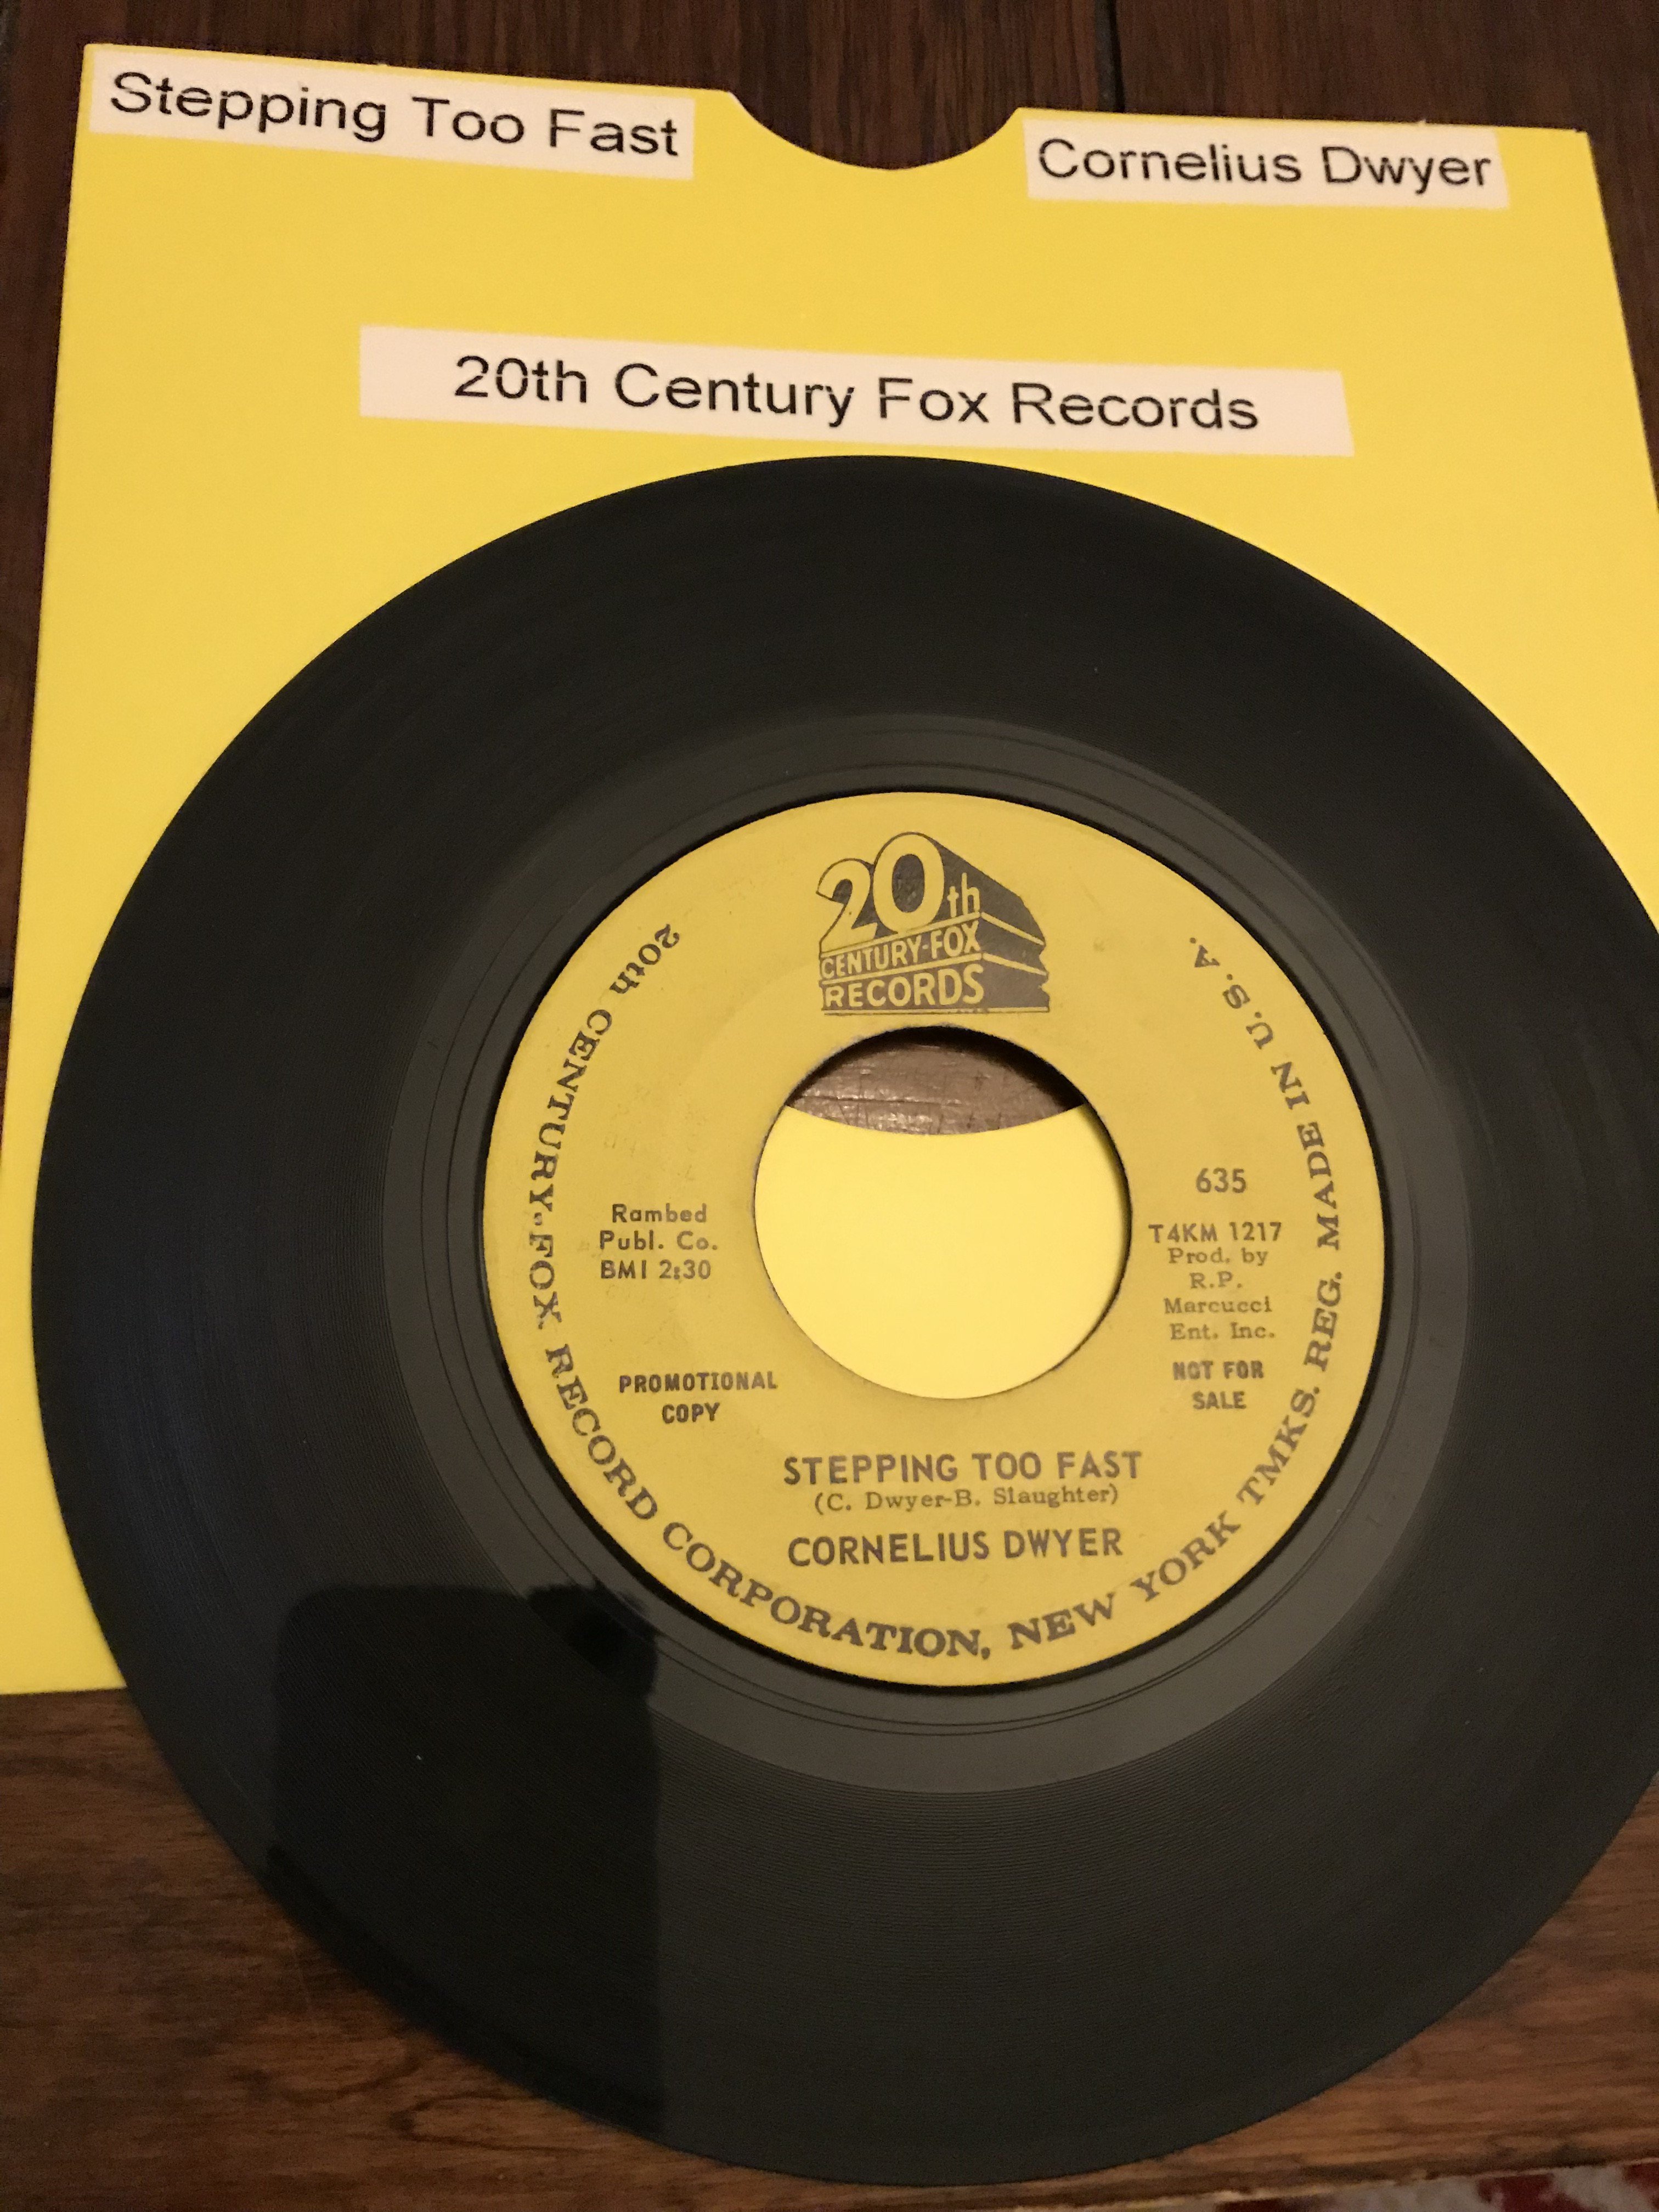 Stepping Too Fast
Cornelius Dwyer
20th Century Fox Records
20th
CENTURY-FOX
RECORDS
20th CENTURY-FOX RECORD CORPORATION, NEW YORK TMKS. REG. MADE IN U.S.A.
Rambed
Publ. Co.
BMI 2:30
635
T4KM 1217
Prod. by
R.P.
Marcucci
Ent. Inc.
PROMOTIONAL
COPY
NOT FOR
SALE
STEPPING TOO FAST
(C. Dwyer-B. Slaughter)
CORNELIUS DWYER